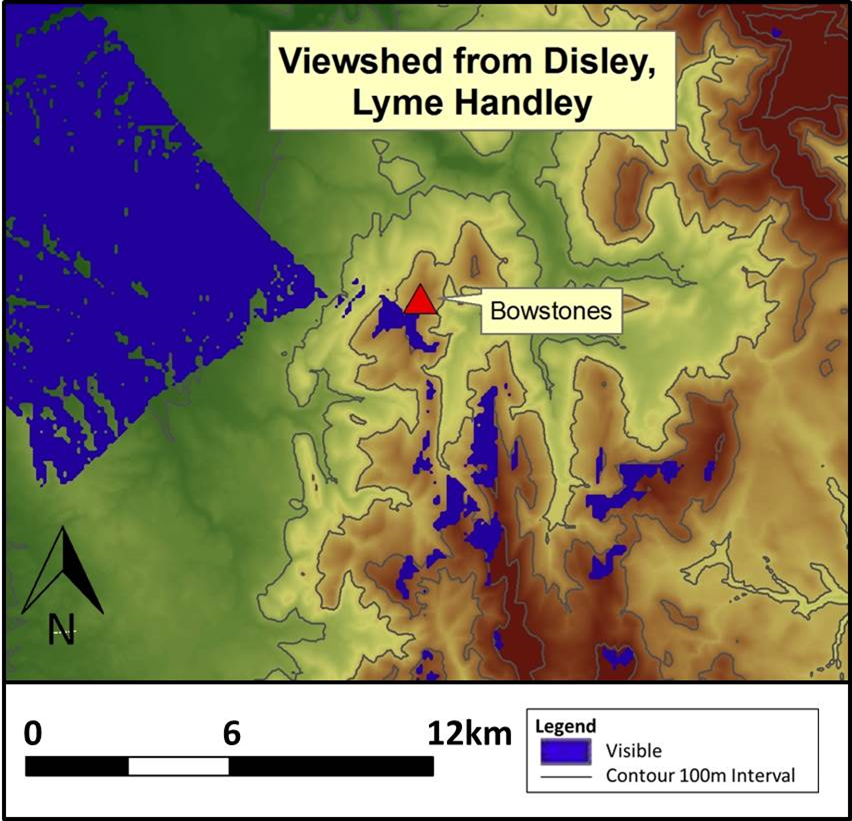 Viewshed from Disley,
Lyme Handley
Bowstones
N
0 6 12km
Legend
Visible
Contour 100m Interval